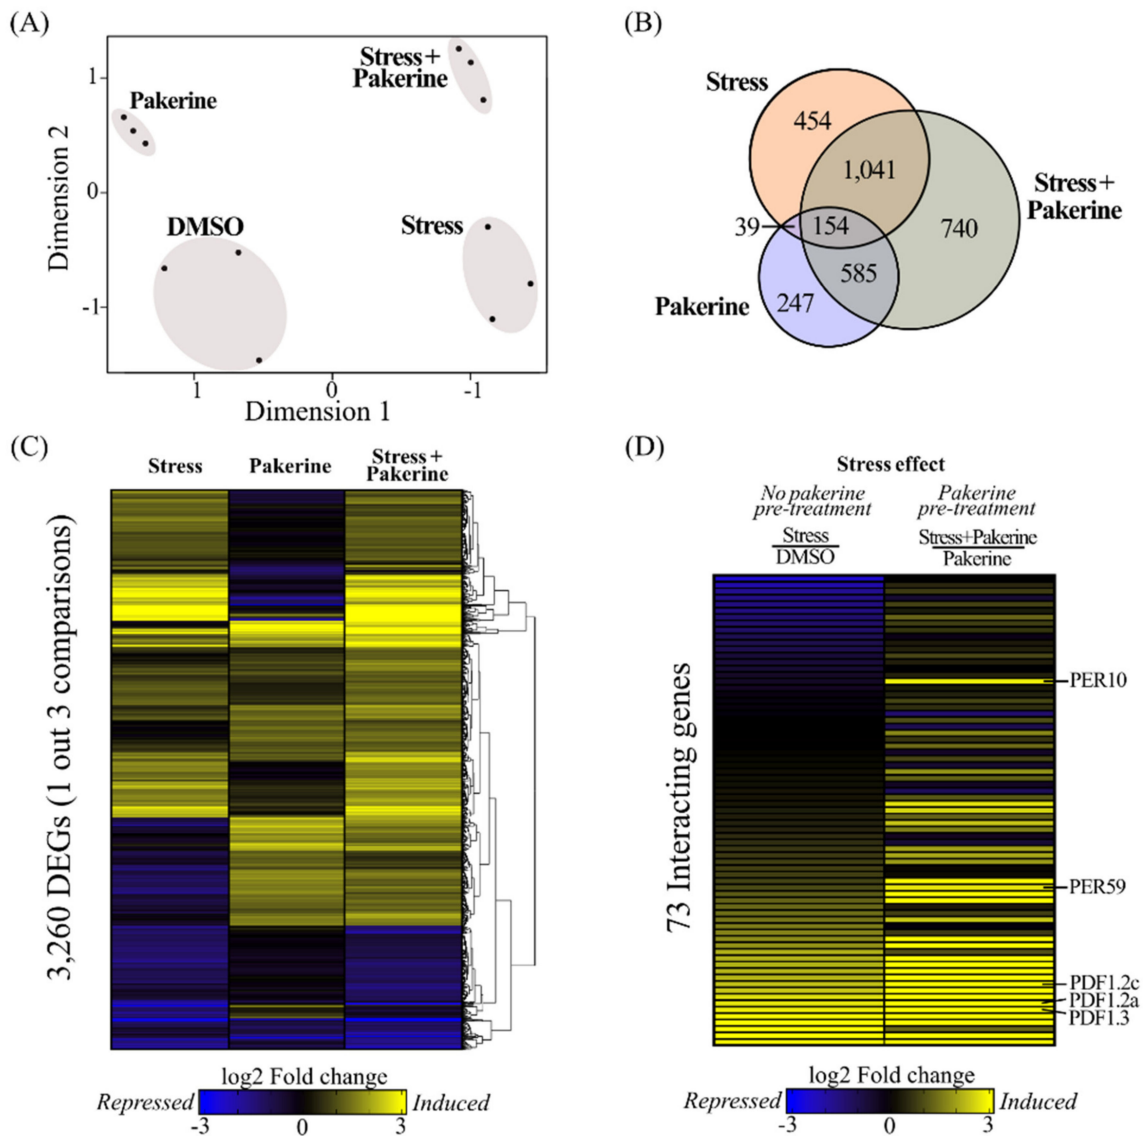 (A)
Stress+
Pakerine
Pakerine
DMSO
Stress
Dimension 2
1
0
-1
1
0
-1
Dimension 1
(B)
Stress
454
1,041
Stress+
Pakerine
39
154
740
585
Pakerine
247
(C)
Stress
Pakerine
Stress +
Pakerine
3,260 DEGs (1 out 3 comparisons)
log2 Fold change
Repressed
Induced
-3
0
3
(D)
Stress effect
No pakerine
pre-treatment
Pakerine
pre-treatment
Stress
DMSO
Stress+Pakerine
Pakerine
73 Interacting genes
PER10
PER59
PDF1.2c
PDF1.2a
PDF1.3
log2 Fold change
Repressed
Induced
-3
0
3